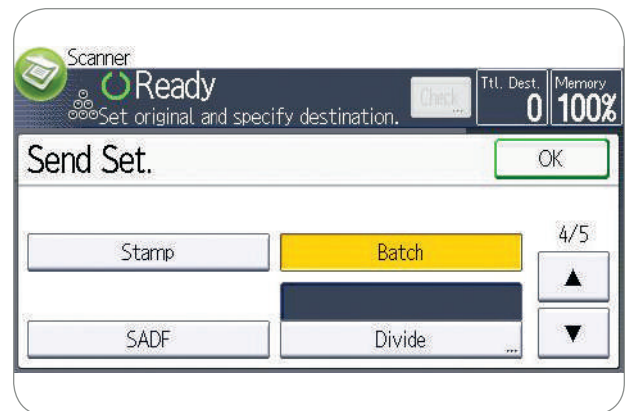 Scanner
Ready
Set original and specify destination.
Check...
Ttl. Dest.
0
Memory
100%
Send Set.
OK
Stamp
Batch
4/5
▲
SADF
Divide
...
▼